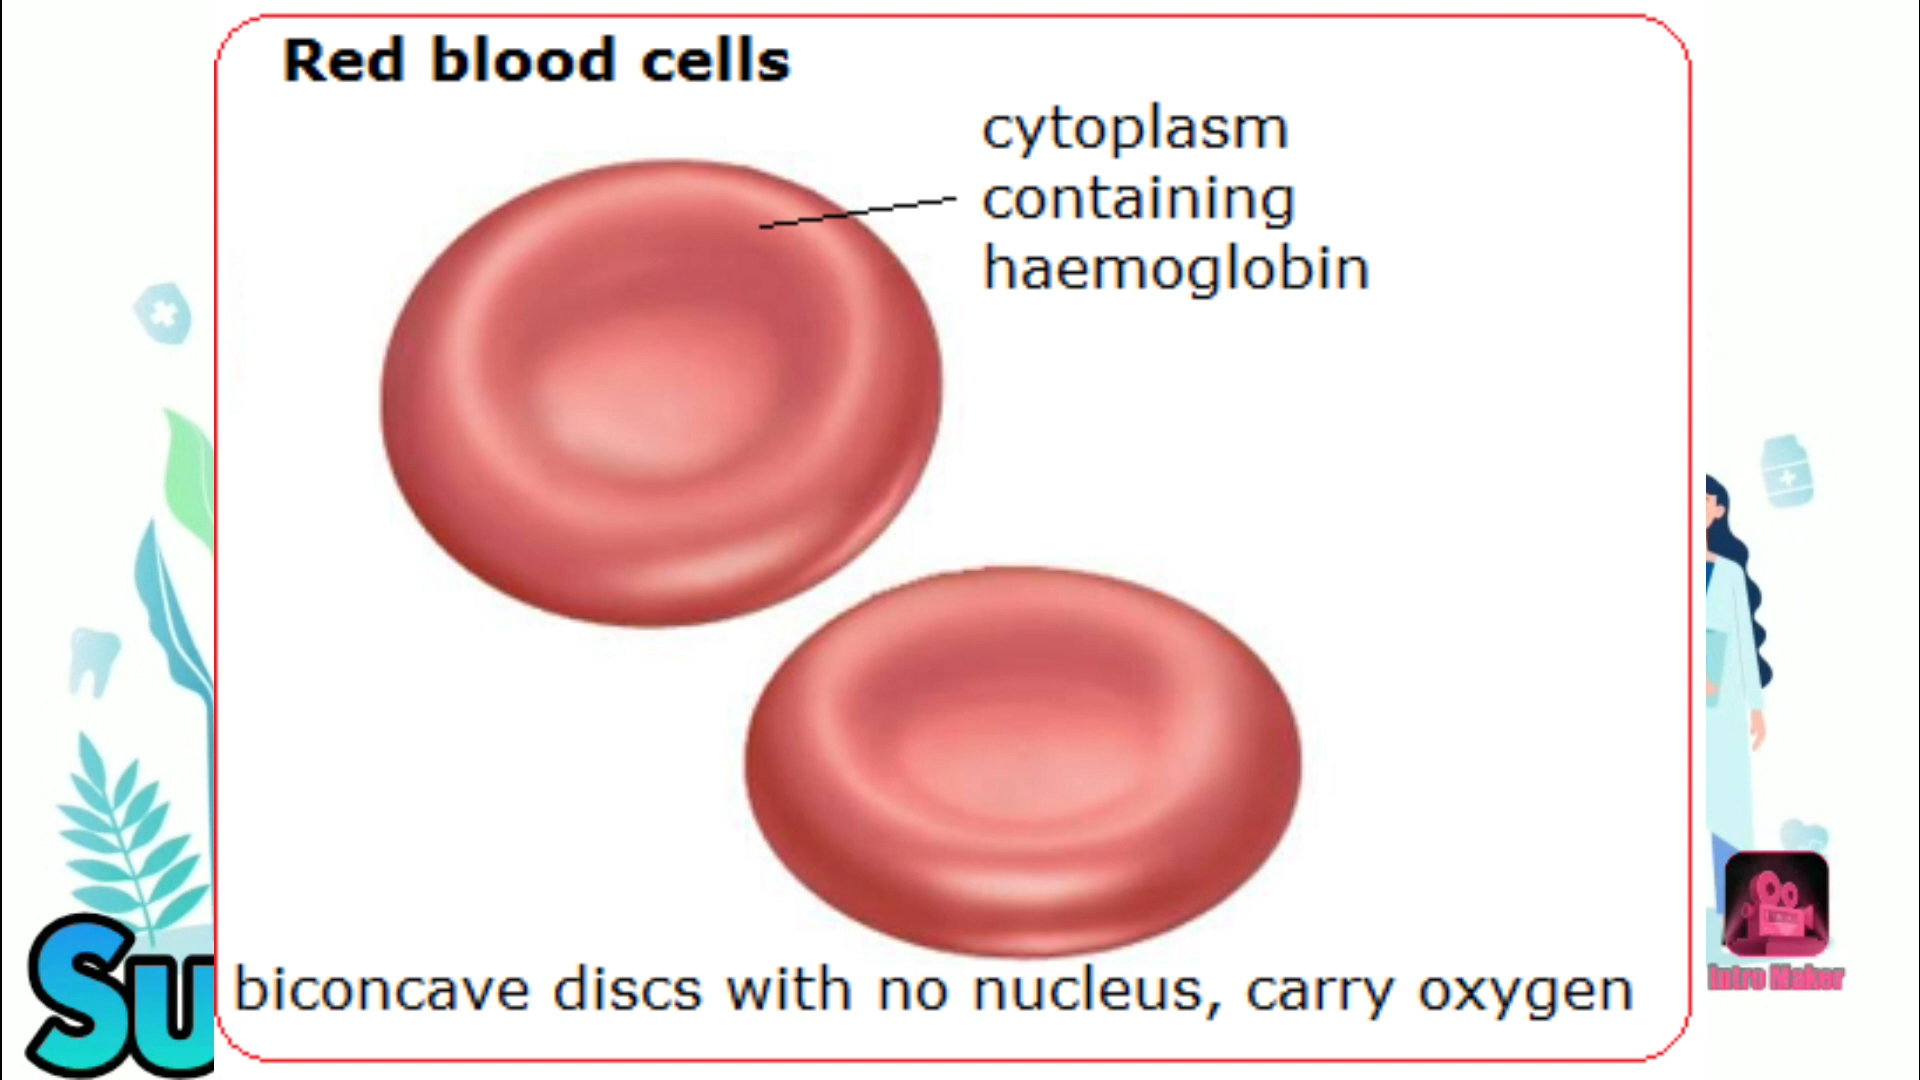 Red blood cells
cytoplasm
containing
haemoglobin
biconcave discs with no nucleus, carry oxygen
Su
Intro Maker